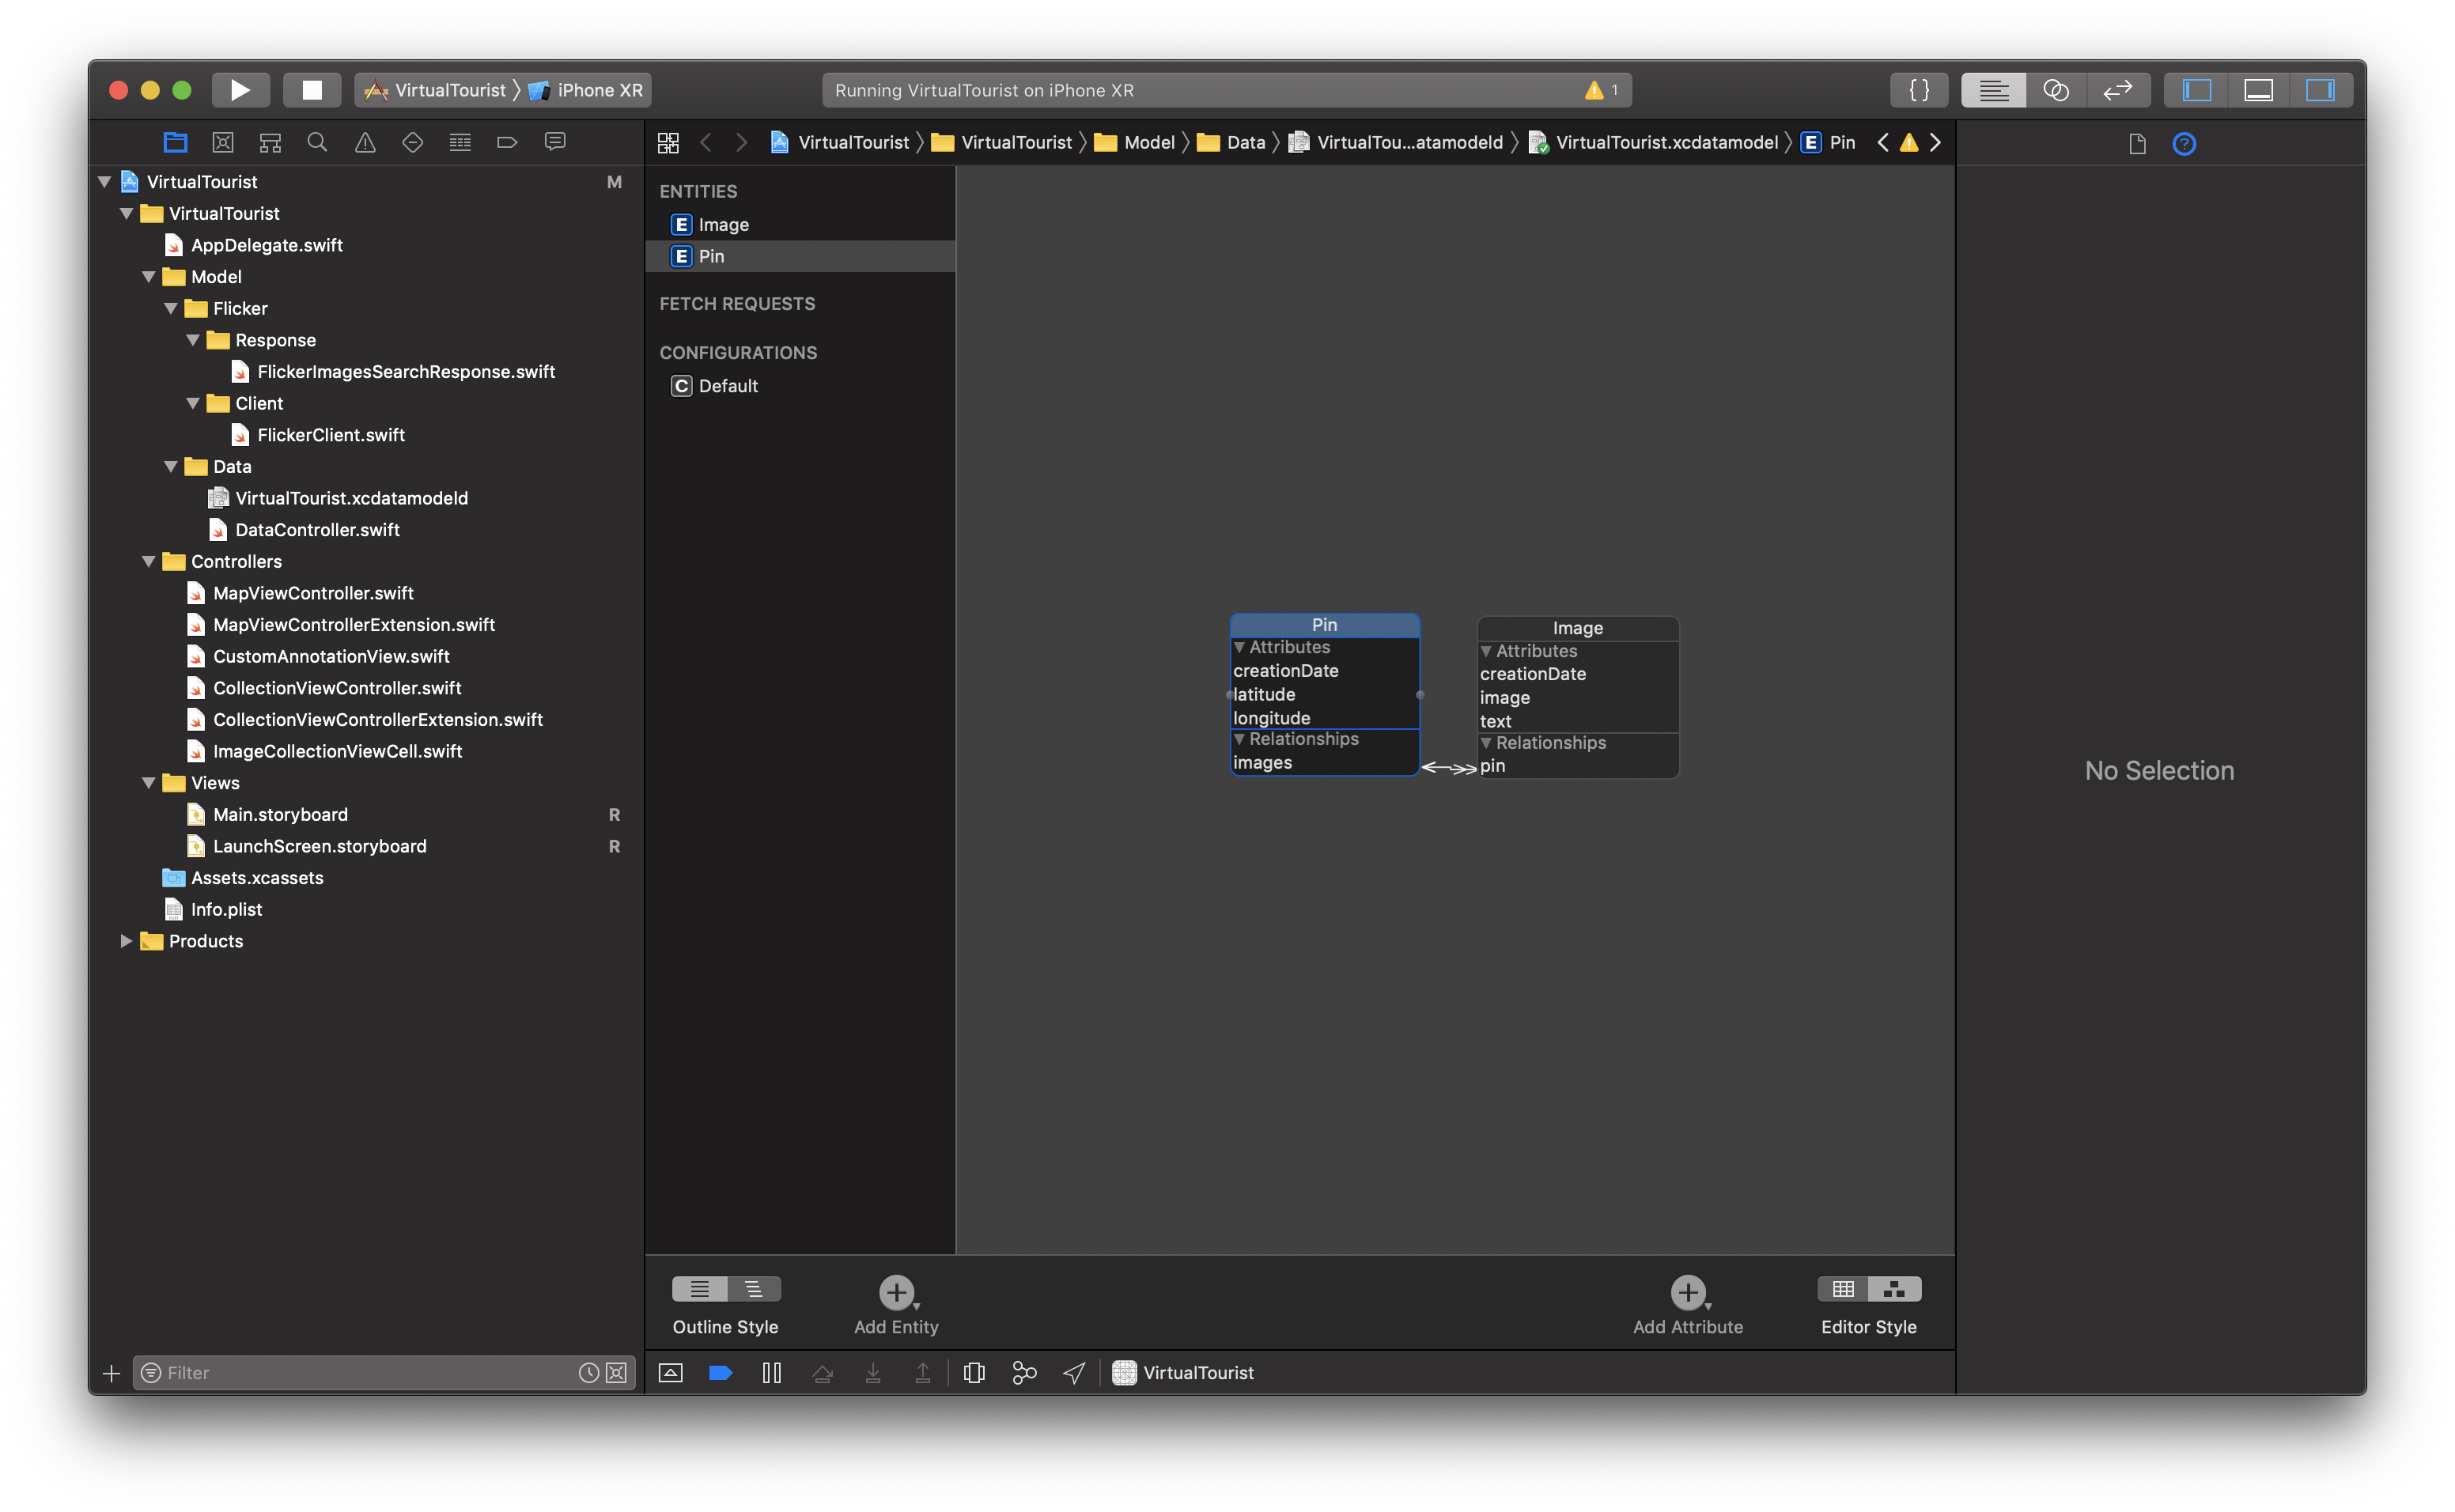 VirtualTourist 〉 iPhone XR
Running VirtualTourist on iPhone XR
1
{ }
VirtualTourist 〉 VirtualTourist 〉 Model 〉 Data 〉 VirtualTou...atamodeld 〉 VirtualTourist.xcdatamodel 〉 E Pin
VirtualTourist M
VirtualTourist
AppDelegate.swift
Model
Flicker
Response
FlickerImagesSearchResponse.swift
Client
FlickerClient.swift
Data
VirtualTourist.xcdatamodeld
DataController.swift
Controllers
MapViewController.swift
MapViewControllerExtension.swift
CustomAnnotationView.swift
CollectionViewController.swift
CollectionViewControllerExtension.swift
ImageCollectionViewCell.swift
Views
Main.storyboard R
LaunchScreen.storyboard R
Assets.xcassets
Info.plist
Products
Filter
ENTITIES
E Image
E Pin
FETCH REQUESTS
CONFIGURATIONS
C Default
Pin
Attributes
creationDate
latitude
longitude
Relationships
images
Image
Attributes
creationDate
image
text
Relationships
pin
No Selection
Outline Style
Add Entity
Add Attribute
Editor Style
VirtualTourist